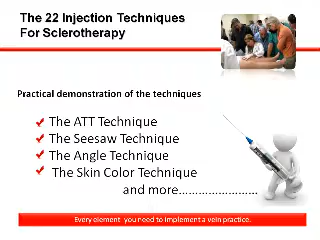 The 22 Injection Techniques
For Sclerotherapy
Practical demonstration of the techniques
The ATT Technique
The Seesaw Technique
The Angle Technique
The Skin Color Technique
and more……………………
Every element you need to implement a vein practice.